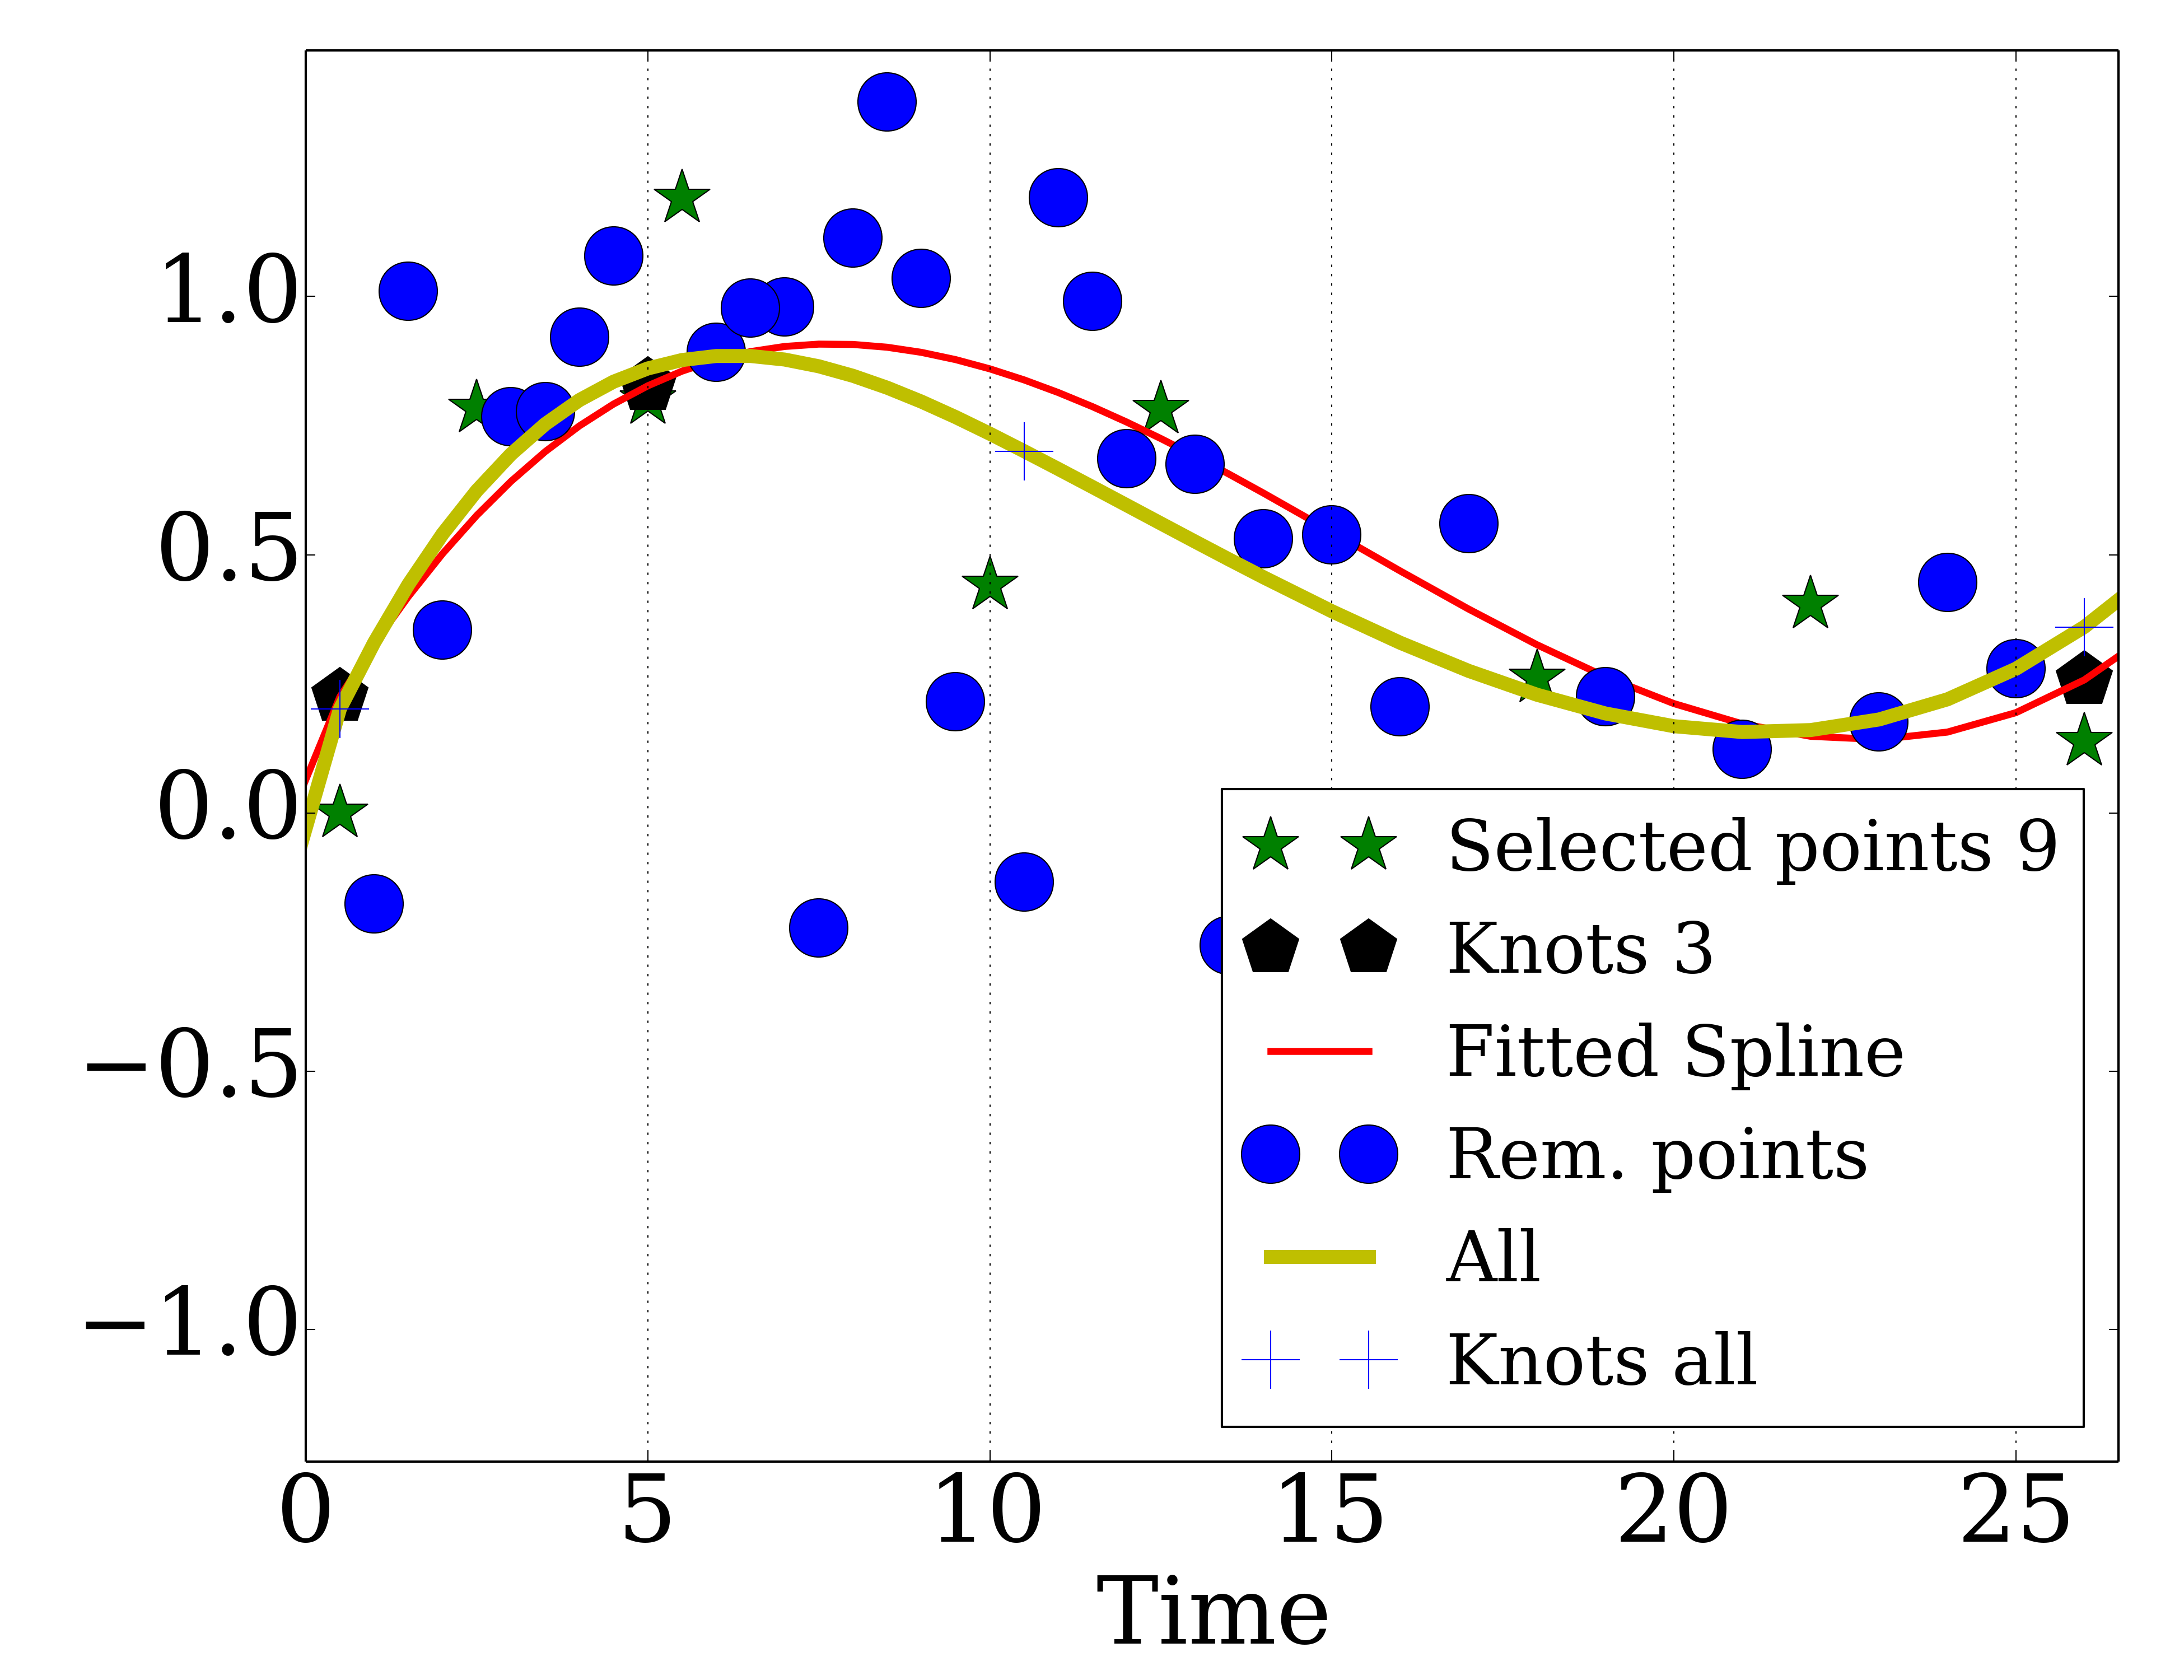 1.0
0.5
0.0
−0.5
−1.0
Selected points 9
Knots 3
Fitted Spline
Rem. points
All
Knots all
0 5 10 15 20 25
Time